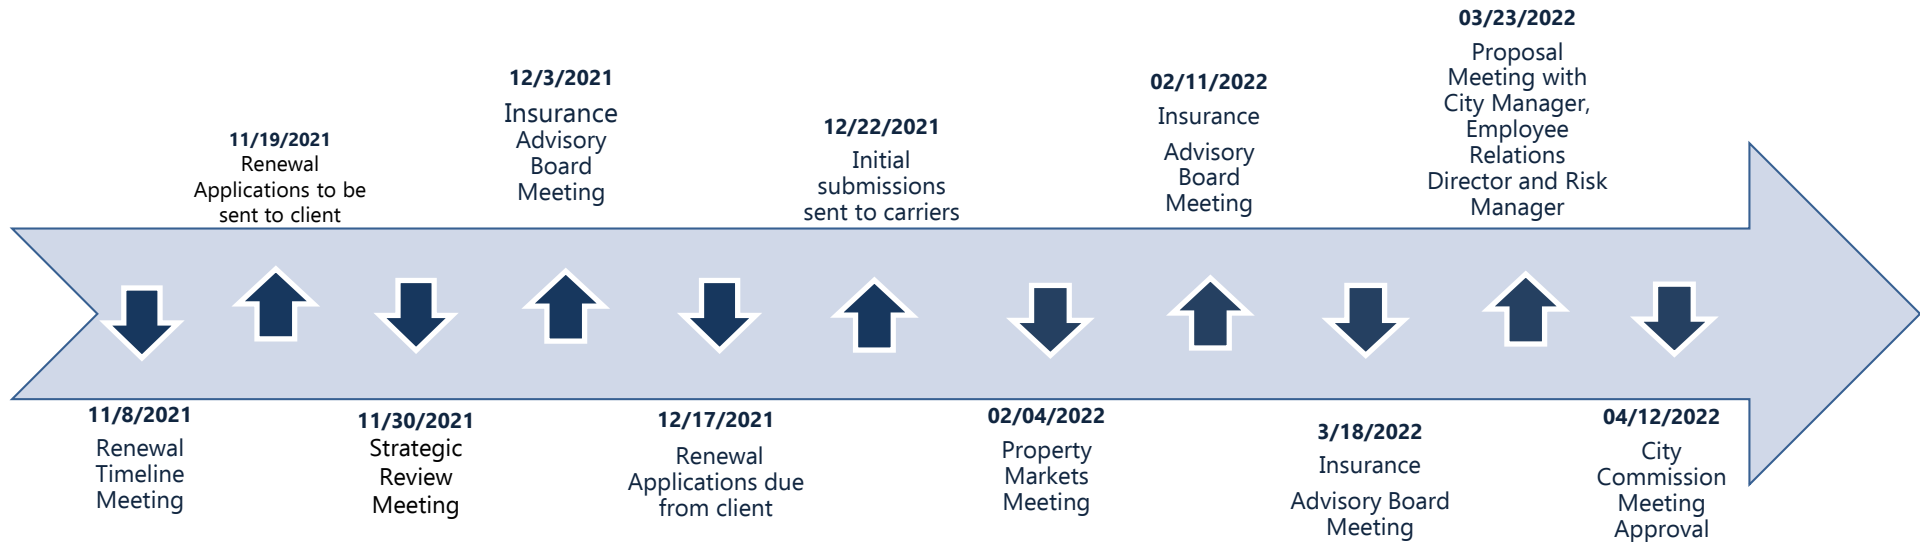 11/8/2021
Renewal
Timeline
Meeting
11/19/2021
Renewal
Applications to be
sent to client
11/30/2021
Strategic
Review
Meeting
12/3/2021
Insurance
Advisory
Board
Meeting
12/17/2021
Renewal
Applications due
from client
12/22/2021
Initial
submissions
sent to carriers
02/04/2022
Property
Markets
Meeting
02/11/2022
Insurance
Advisory
Board
Meeting
3/18/2022
Insurance
Advisory Board
Meeting
03/23/2022
Proposal
Meeting with
City Manager,
Employee
Relations
Director and Risk
Manager
04/12/2022
City
Commission
Meeting
Approval